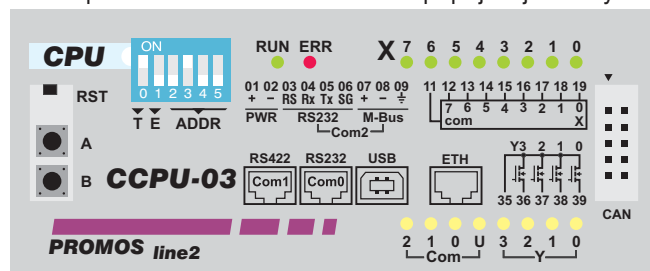 CPU
ON
0 1 2 3 4 5
T E ADDR
RUN ERR
X 7 6 5 4 3 2 1 0
RST
A
B
01 02 03 04 05 06 07 08 09
+ - RS Rx Tx SG + -
PWR RS232 M-Bus
Com2
11 12 13 14 15 16 17 18 19
7 6 5 4 3 2 1 0
com X
CCPU-03
RS422 RS232 USB ETH
Com1 Com0
Y3 2 1 0
35 36 37 38 39
CAN
PROMOS line2
2 1 0 U 3 2 1 0
Com Y